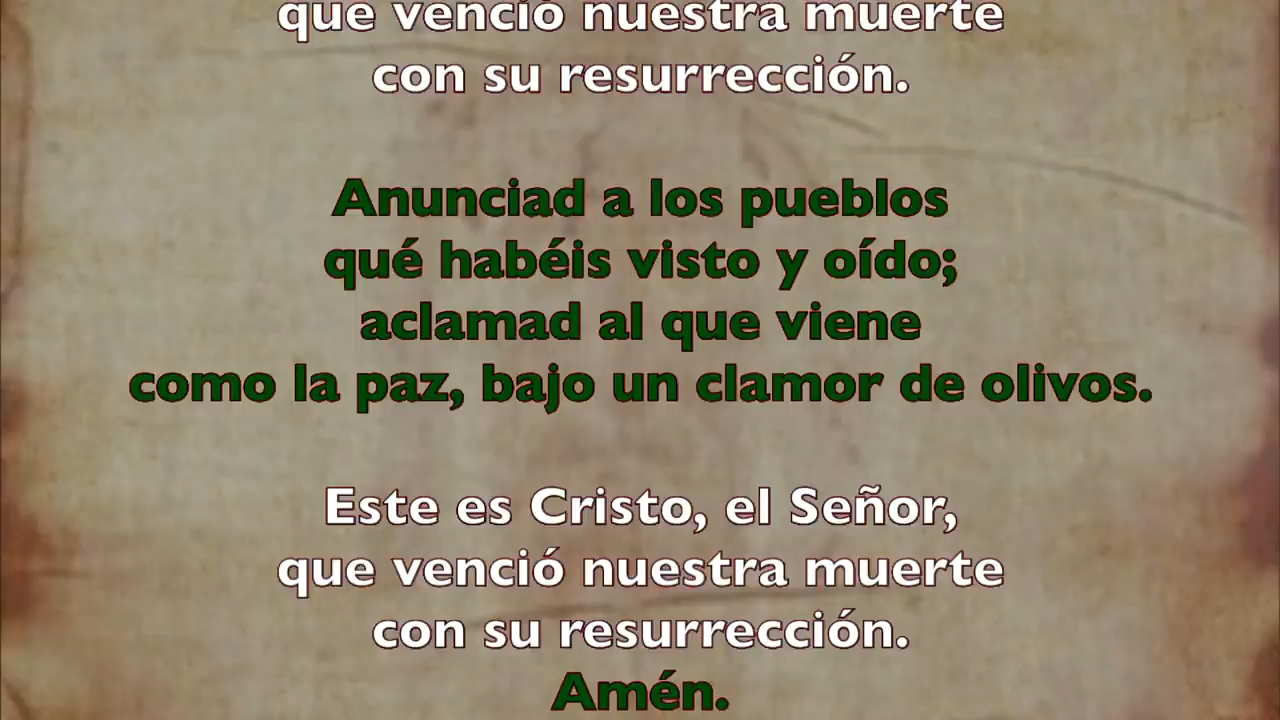 que venció nuestra muerte
con su resurrección.
Anunciad a los pueblos
qué habéis visto y oído;
aclamad al que viene
como la paz, bajo un clamor de olivos.
Este es Cristo, el Señor,
que venció nuestra muerte
con su resurrección.
Amén.